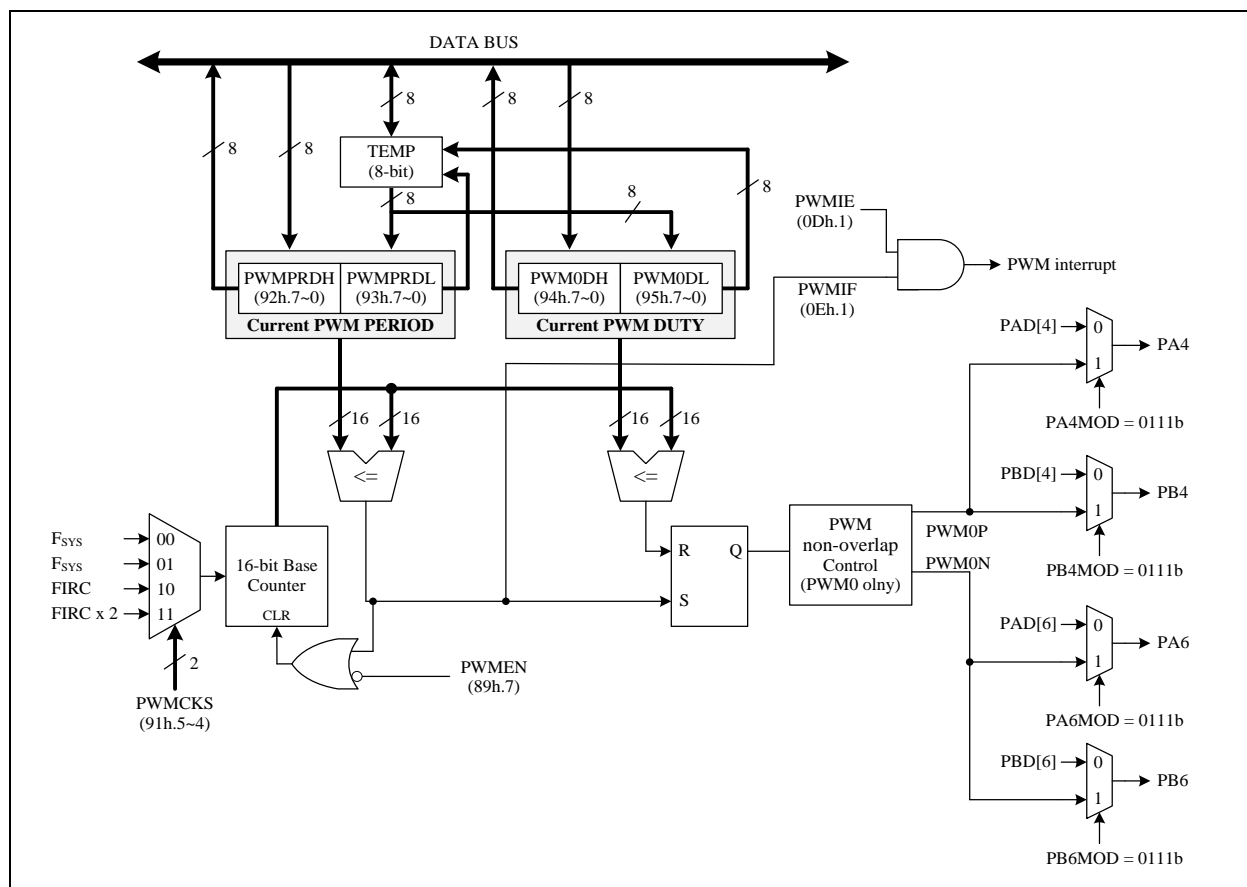 DATA BUS
8
8
8
8
8
TEMP
(8-bit)
8
8
8
8
PWMPRDH
(92h.7~0)
PWMPRDL
(93h.7~0)
Current PWM PERIOD
PWM0DH
(94h.7~0)
PWM0DL
(95h.7~0)
Current PWM DUTY
PWMIE
(0Dh.1)
PWMIF
(0Eh.1)
PWM interrupt
16
16
16
16
<=
<=
FSYS
FSYS
FIRC
FIRC x 2
00
01
10
11
2
PWMCKS
(91h.5~4)
16-bit Base
Counter
CLR
PWMEN
(89h.7)
R
S
Q
PWM
non-overlap
Control
(PWM0 olny)
PWM0P
PWM0N
PAD[4]
0
1
PA4
PA4MOD = 0111b
PBD[4]
0
1
PB4
PB4MOD = 0111b
PAD[6]
0
1
PA6
PA6MOD = 0111b
PBD[6]
0
1
PB6
PB6MOD = 0111b